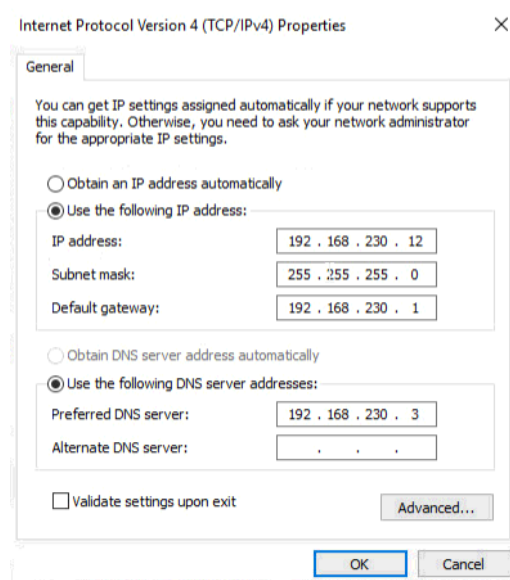 Internet Protocol Version 4 (TCP/IPv4) Properties
General
You can get IP settings assigned automatically if your network supports
this capability. Otherwise, you need to ask your network administrator
for the appropriate IP settings.
Obtain an IP address automatically
Use the following IP address:
IP address: 192 . 168 . 230 . 12
Subnet mask: 255 . 255 . 255 . 0
Default gateway: 192 . 168 . 230 . 1
Obtain DNS server address automatically
Use the following DNS server addresses:
Preferred DNS server: 192 . 168 . 230 . 3
Alternate DNS server: . . .
Validate settings upon exit
Advanced...
OK Cancel